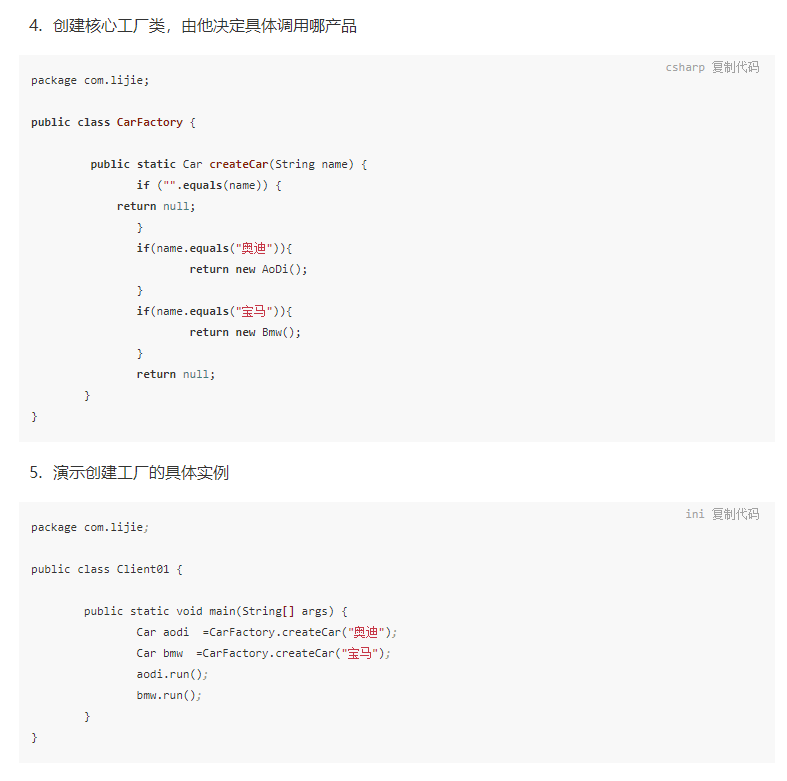 4. 创建核心工厂类，由他决定具体调用哪产品
csharp 复制代码
package com.lijie;
public class CarFactory {
public static Car createCar(String name) {
if ("".equals(name)) {
return null;
}
if(name.equals("奥迪")){
return new AoDi();
}
if(name.equals("宝马")){
return new Bmw();
}
return null;
}
}
5. 演示创建工厂的具体实例
ini 复制代码
package com.lijie;
public class Client01 {
public static void main(String[] args) {
Car aodi  =CarFactory.createCar("奥迪");
Car bmw  =CarFactory.createCar("宝马");
aodi.run();
bmw.run();
}
}